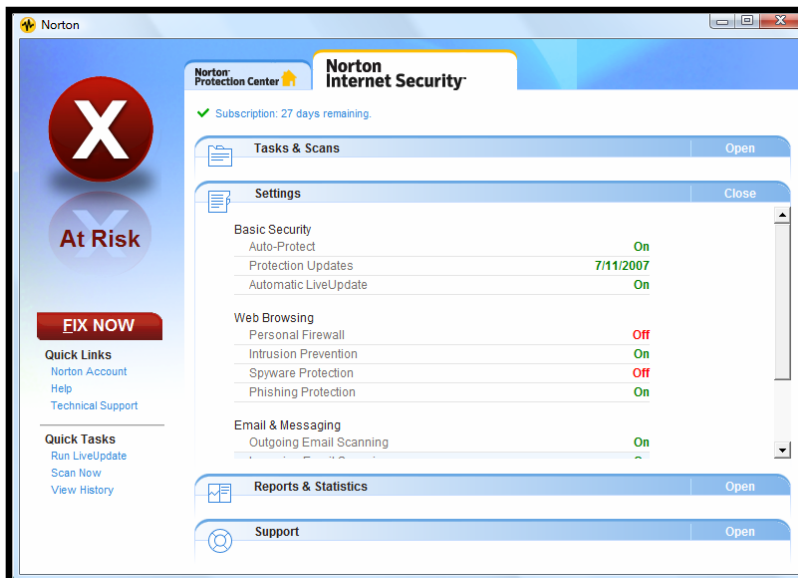 Norton
Norton
Protection Center
Norton
Internet Security
Subscription: 27 days remaining.
X
At Risk
FIX NOW
Quick Links
Norton Account
Help
Technical Support
Quick Tasks
Run LiveUpdate
Scan Now
View History
Tasks & Scans Open
Settings Close
Basic Security
Auto-Protect On
Protection Updates 7/11/2007
Automatic LiveUpdate On
Web Browsing
Personal Firewall Off
Intrusion Prevention On
Spyware Protection Off
Phishing Protection On
Email & Messaging
Outgoing Email Scanning On
Reports & Statistics Open
Support Open